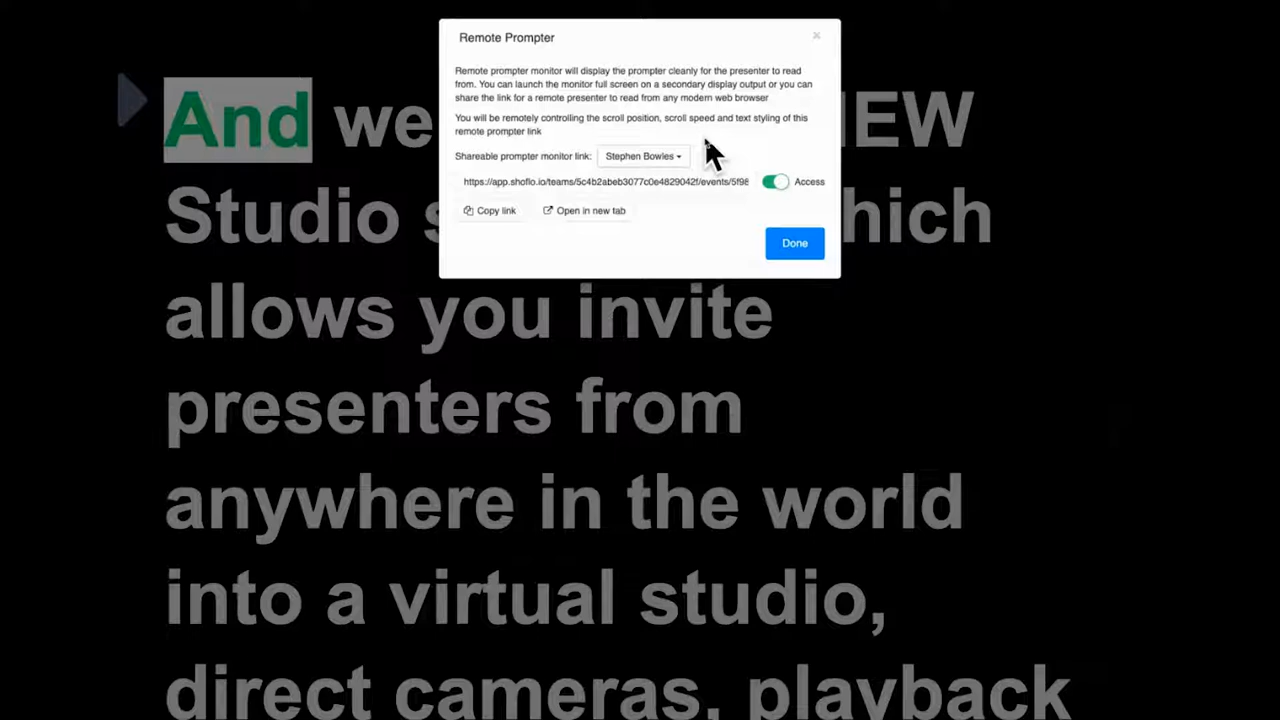 Remote Prompter
×
Remote prompter monitor will display the prompter cleanly for the presenter to read
from. You can launch the monitor full screen on a secondary display output or you can
share the link for a remote presenter to read from any modern web browser
You will be remotely controlling the scroll position, scroll speed and text styling of this
remote prompter link
Shareable prompter monitor link: Stephen Bowles
https://app.shoflo.io/teams/5c4b2abeb3077c0e4829042f/events/5f98
Access
Copy link Open in new tab
Done
And we NEW
Studio s hich
allows you invite
presenters from
anywhere in the world
into a virtual studio,
direct cameras, playback